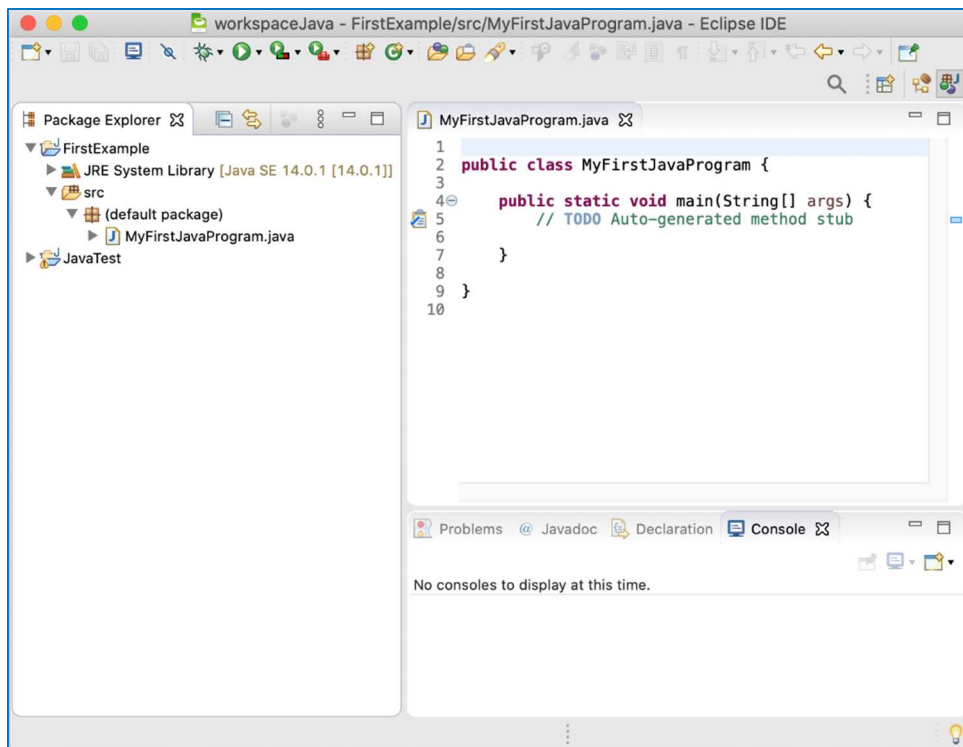 workspaceJava - FirstExample/src/MyFirstJavaProgram.java - Eclipse IDE
Package Explorer
FirstExample
JRE System Library [Java SE 14.0.1 [14.0.1]]
src
(default package)
MyFirstJavaProgram.java
JavaTest
MyFirstJavaProgram.java
1
2 public class MyFirstJavaProgram {
3
4 public static void main(String[] args) {
5 // TODO Auto-generated method stub
6
7 }
8
9 }
10
Problems @ Javadoc Declaration Console
No consoles to display at this time.